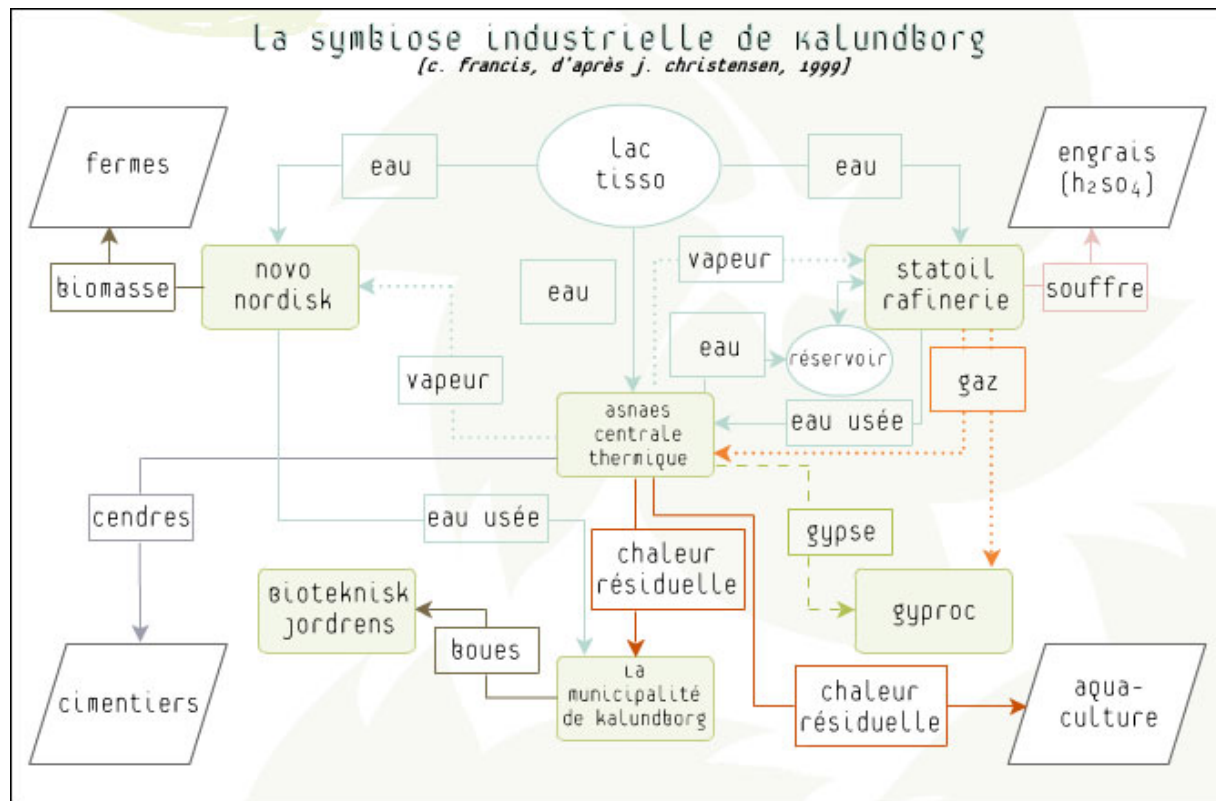 La symbiose industrielle de Kalundborg
[c. francis, d'après j. christensen, 1999]
fermes
eau
lac
tisso
eau
engrais
(h₂so₄)
novo
nordisk
biomasse
eau
vapeur
statoil
rafinerie
souffre
vapeur
eau
réservoir
gaz
asnaes
centrale
thermique
eau usée
cendres
eau usée
chaleur
résiduelle
gypse
bioteknisk
jordrens
boues
gyproc
cimentiers
La
municipalité
de kalundborg
chaleur
résiduelle
aqua-
culture